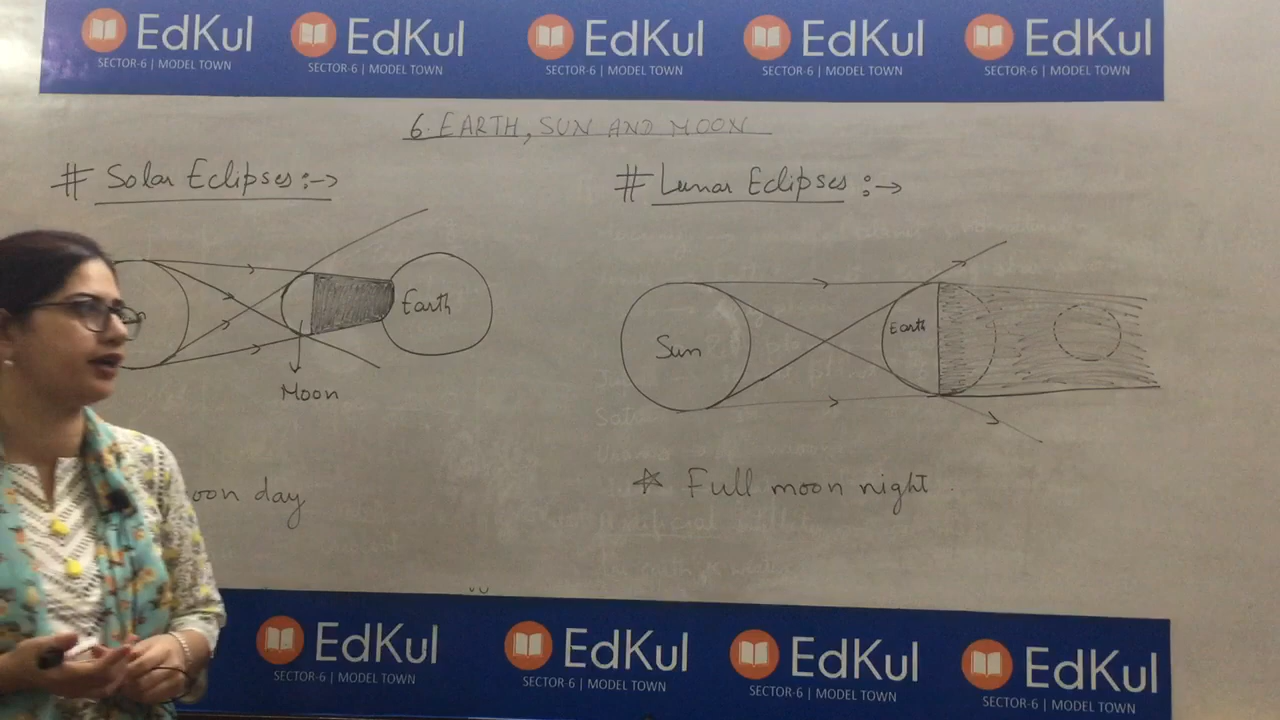 EdKul EdKul EdKul EdKul EdKul
SECTOR-6 | MODEL TOWN SECTOR-6 | MODEL TOWN SECTOR-6 | MODEL TOWN SECTOR-6 | MODEL TOWN SECTOR-6 | MODEL TOWN
6. EARTH, SUN AND MOON
# Solar Eclipses :->
Earth
Moon
oon day
# Lunar Eclipses :->
Sun
Earth
☆ Full moon night
EdKul EdKul EdKul EdKul
SECTOR-6 | MODEL TOWN SECTOR-6 | MODEL TOWN SECTOR-6 | MODEL TOWN SECTOR-6 | MODEL TOWN